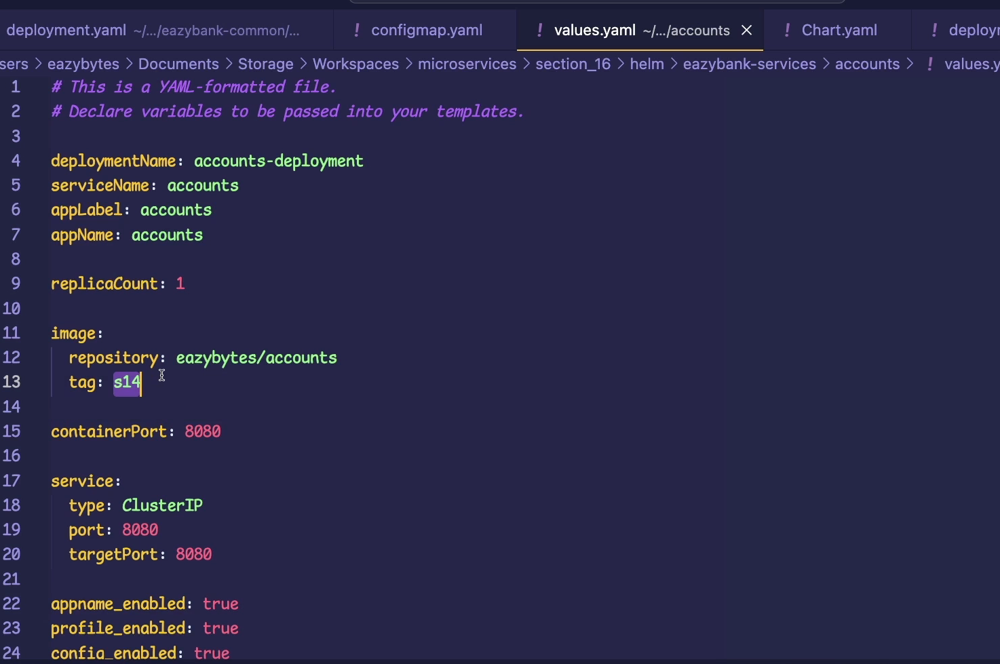 deployment.yaml ~/.../eazybank-common/... ! configmap.yaml ! values.yaml ~/.../accounts × ! Chart.yaml ! deployr
sers > eazybytes > Documents > Storage > Workspaces > microservices > section_16 > helm > eazybank-services > accounts > ! values.y
1 # This is a YAML-formatted file.
2 # Declare variables to be passed into your templates.
3
4 deploymentName: accounts-deployment
5 serviceName: accounts
6 appLabel: accounts
7 appName: accounts
8
9 replicaCount: 1
10
11 image:
12 repository: eazybytes/accounts
13 tag: s14
14
15 containerPort: 8080
16
17 service:
18 type: ClusterIP
19 port: 8080
20 targetPort: 8080
21
22 appname_enabled: true
23 profile_enabled: true
24 config_enabled: true